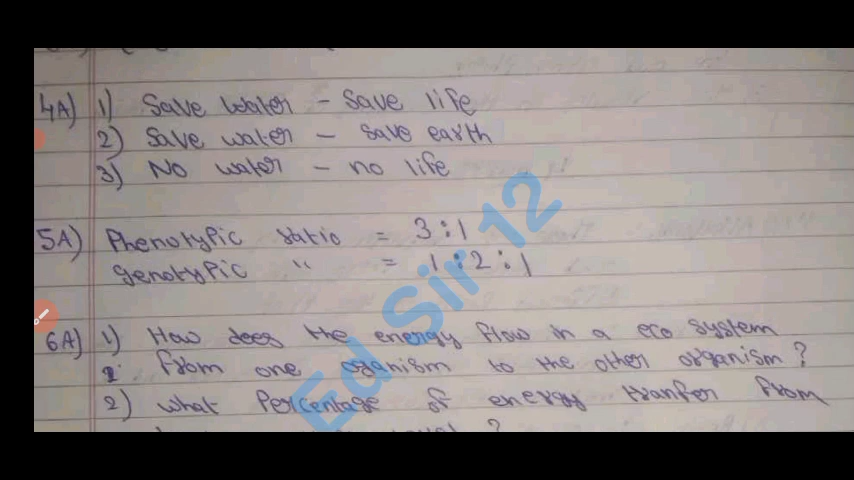 4A) 1) Save water - Save life
2) Save water - Save earth
3) No water - no life
5A) Phenotypic ratio = 3:1
genotypic " = 1:2:1
6A) 1) How does the energy flow in a eco system
from one organism to the other organism?
2) what Percentage of energy tranfer from
?
Ed Sir 12